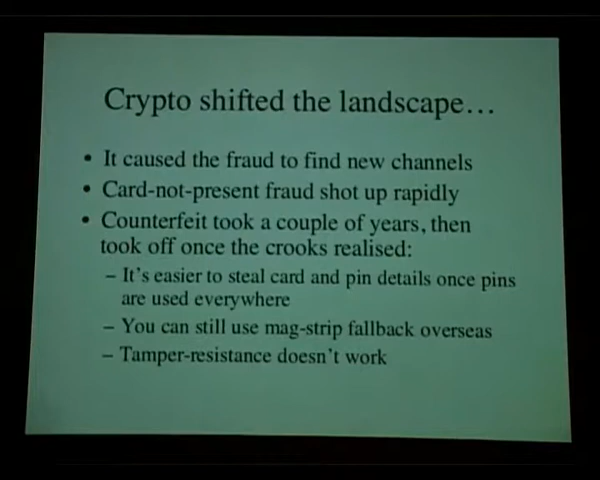 Crypto shifted the landscape…
• It caused the fraud to find new channels
• Card-not-present fraud shot up rapidly
• Counterfeit took a couple of years, then
took off once the crooks realised:
– It's easier to steal card and pin details once pins
are used everywhere
– You can still use mag-strip fallback overseas
– Tamper-resistance doesn't work